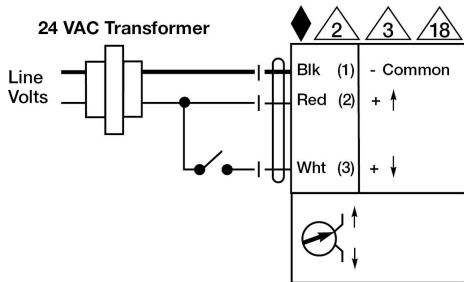 24 VAC Transformer
2 3 18
Line
Volts
Blk (1) - Common
Red (2) + ↑
Wht (3) + ↓